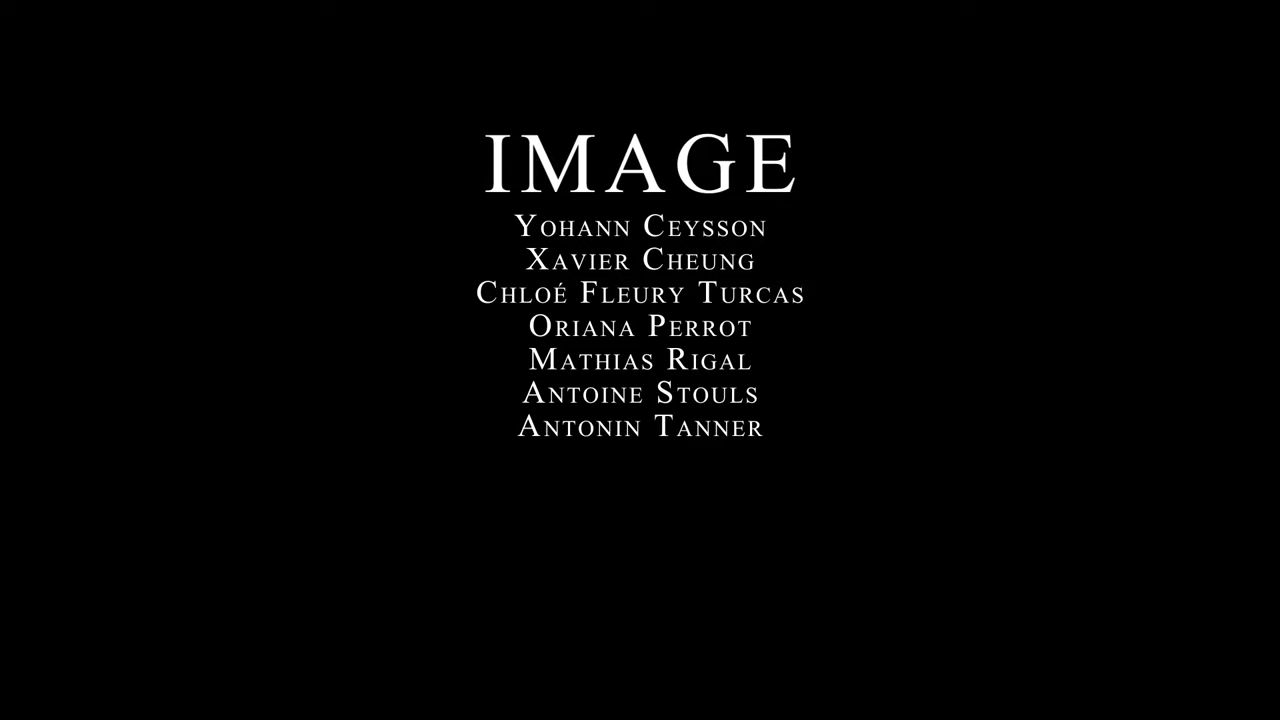 IMAGE
Yohann Ceysson
Xavier Cheung
Chloé Fleury Turcas
Oriana Perrot
Mathias Rigal
Antoine Stouls
Antonin Tanner